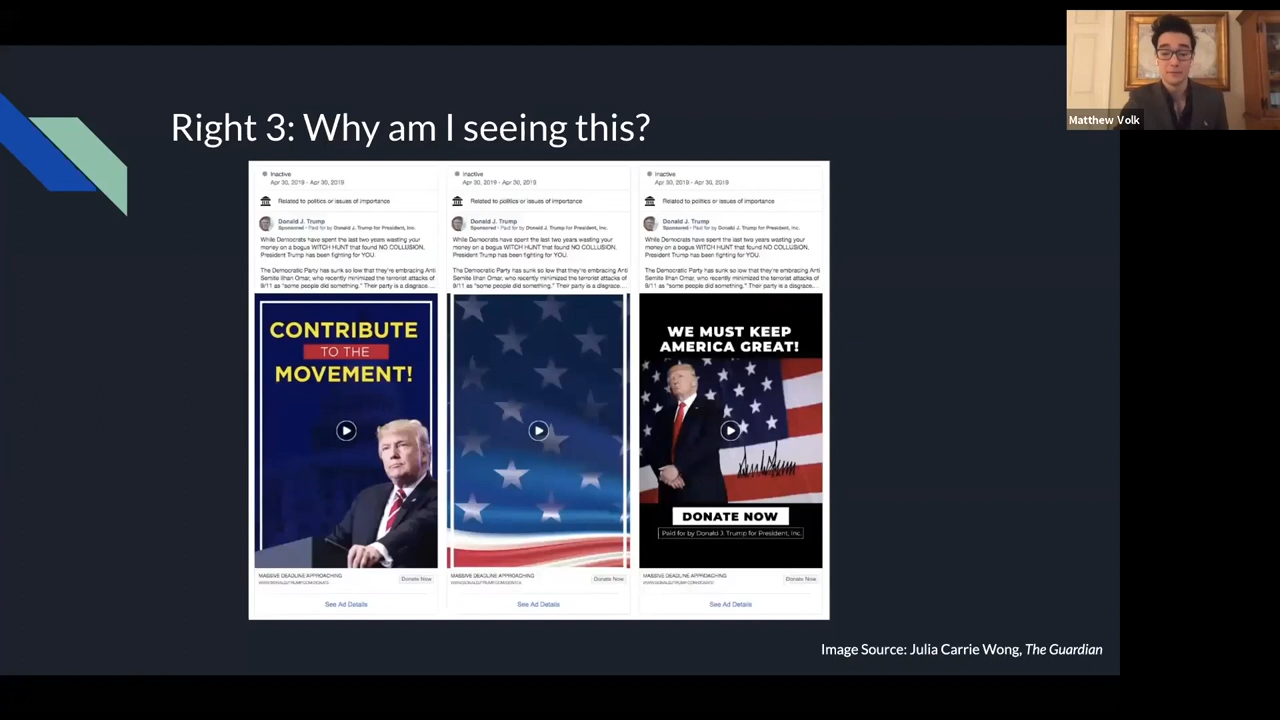 Matthew Volk
Right 3: Why am I seeing this?
Inactive
Apr 30, 2019 - Apr 30, 2019
Related to politics or issues of importance
Donald J. Trump
Sponsored • Paid for by Donald J. Trump for President, Inc.
While Democrats have spent the last two years wasting your
money on a bogus WITCH HUNT that found NO COLLUSION,
President Trump has been fighting for YOU.
The Democratic Party has sunk so low that they're embracing Anti
Semite Ilhan Omar, who recently minimized the terrorist attacks of
9/11 as "some people did something." Their party is a disgrace....
CONTRIBUTE
TO THE
MOVEMENT!
MASSIVE DEADLINE APPROACHING
Donate Now
See Ad Details
Inactive
Apr 30, 2019 - Apr 30, 2019
Related to politics or issues of importance
Donald J. Trump
Sponsored • Paid for by Donald J. Trump for President, Inc.
While Democrats have spent the last two years wasting your
money on a bogus WITCH HUNT that found NO COLLUSION,
President Trump has been fighting for YOU.
The Democratic Party has sunk so low that they're embracing Anti
Semite Ilhan Omar, who recently minimized the terrorist attacks of
9/11 as "some people did something." Their party is a disgrace....
MASSIVE DEADLINE APPROACHING
Donate Now
See Ad Details
Inactive
Apr 30, 2019 - Apr 30, 2019
Related to politics or issues of importance
Donald J. Trump
Sponsored • Paid for by Donald J. Trump for President, Inc.
While Democrats have spent the last two years wasting your
money on a bogus WITCH HUNT that found NO COLLUSION,
President Trump has been fighting for YOU.
The Democratic Party has sunk so low that they're embracing Anti
Semite Ilhan Omar, who recently minimized the terrorist attacks of
9/11 as "some people did something." Their party is a disgrace....
WE MUST KEEP
AMERICA GREAT!
DONATE NOW
Paid for by Donald J. Trump for President, Inc.
MASSIVE DEADLINE APPROACHING
Donate Now
See Ad Details
Image Source: Julia Carrie Wong, The Guardian